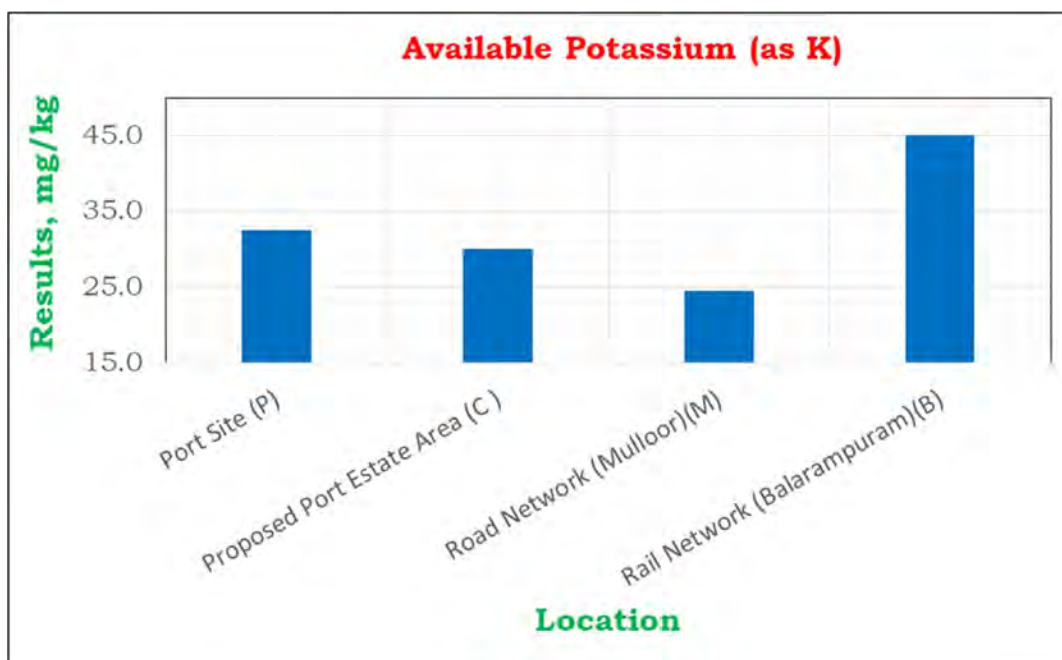 Available Potassium (as K)
Results, mg/kg
45.0
35.0
25.0
15.0
Port Site (P)
Proposed Port Estate Area (C )
Road Network (Mulloor)(M)
Rail Network (Balarampuram)(B)
Location